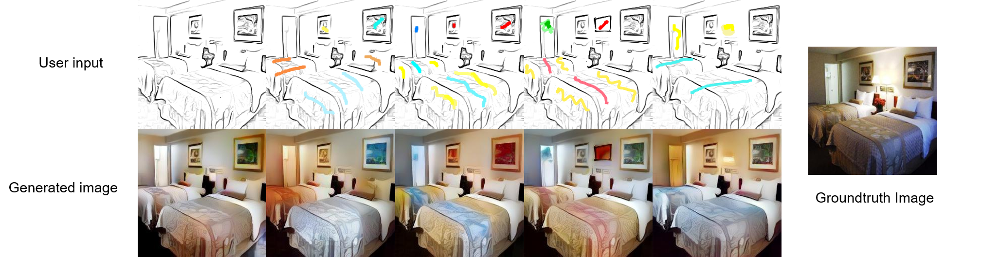 User input
Generated image
Groundtruth Image